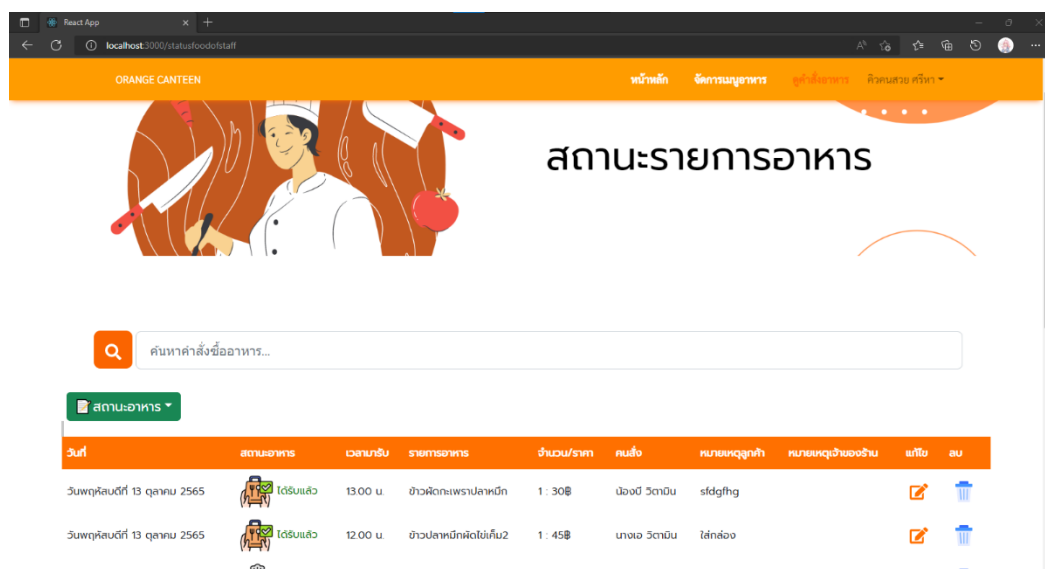 React App
localhost:3000/statusfoodofstaff
ORANGE CANTEEN หน้าหลัก จัดการเมนูอาหาร ดูคำสั่งอาหาร คิวคนสวย ศรีหา
สถานะรายการอาหาร
ค้นหาคำสั่งซื้ออาหาร...
สถานะอาหาร
วันที่ สถานะอาหาร เวลามารับ รายการอาหาร จำนวน/ราคา คนสั่ง หมายเหตุลูกค้า หมายเหตุเจ้าของร้าน แก้ไข ลบ
วันพฤหัสบดีที่ 13 ตุลาคม 2565 ได้รับแล้ว 13.00 น. ข้าวผัดกะเพราปลาหมึก 1 : 30฿ น้องบี วิตามิน sfdgfhg
วันพฤหัสบดีที่ 13 ตุลาคม 2565 ได้รับแล้ว 12.00 น. ข้าวปลาหมึกผัดไข่เค็ม2 1 : 45฿ นางเอ วิตามิน ใส่กล่อง